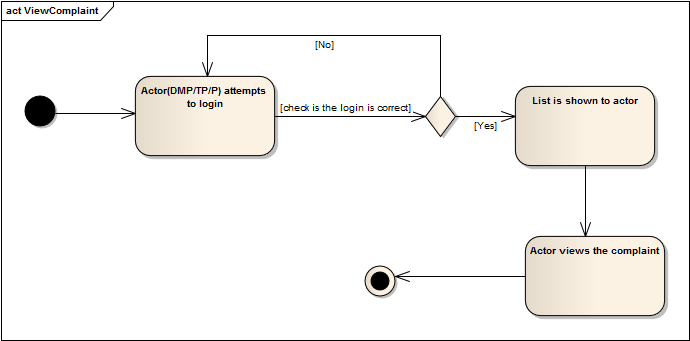 act ViewComplaint
[No]
Actor(DMP/TP/P) attempts
to login
[check is the login is correct]
[Yes]
List is shown to actor
Actor views the complaint